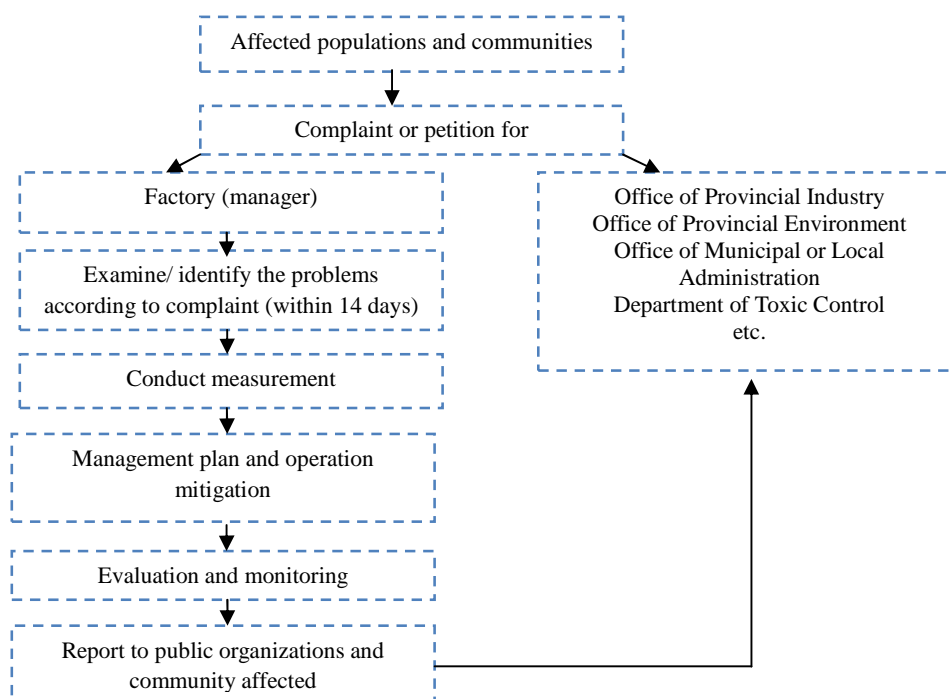 Affected populations and communities
Complaint or petition for
Factory (manager)
Office of Provincial Industry
Office of Provincial Environment
Office of Municipal or Local
Administration
Department of Toxic Control
etc.
Examine/ identify the problems
according to complaint (within 14 days)
Conduct measurement
Management plan and operation
mitigation
Evaluation and monitoring
Report to public organizations and
community affected